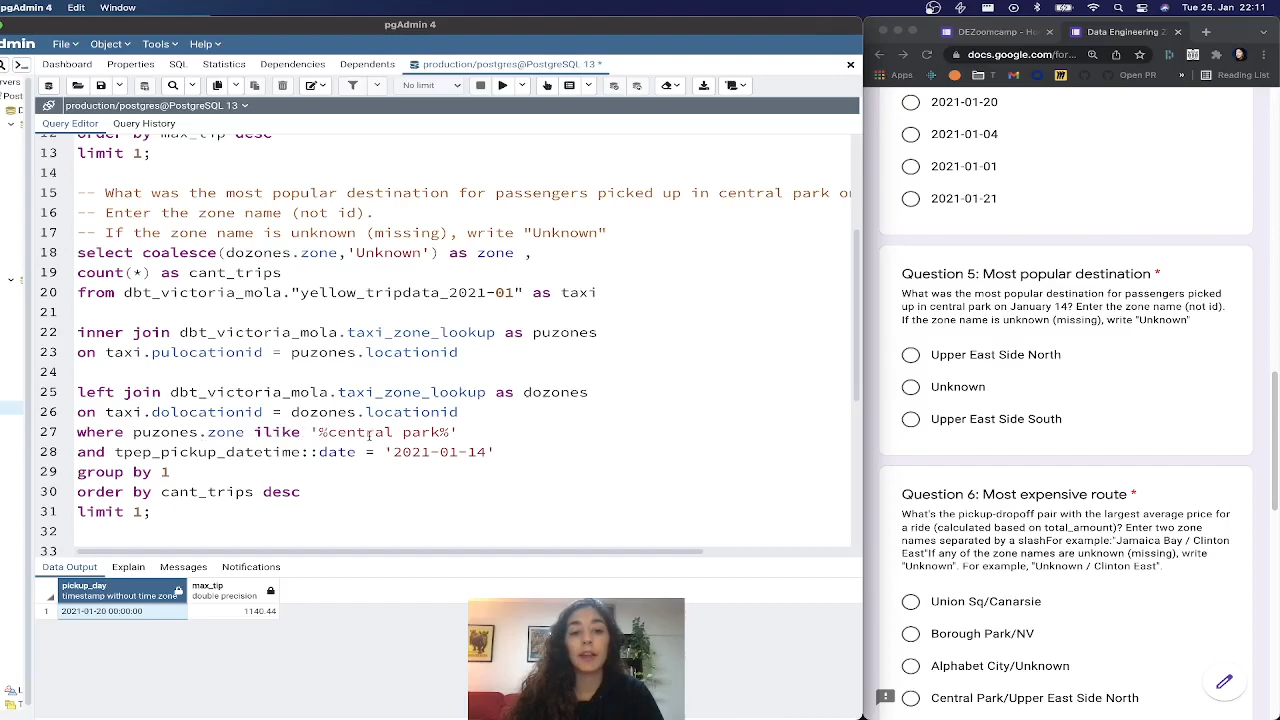 pgAdmin 4
Fri 21 Jan 22:11
pgAdmin 4
dmin
File
Object
Tools
Help
Dashboard
Properties
SQL
Statistics
Dependencies
Dependents
production/postgres@PostgreSQL 13 *
No limit
production/postgres@PostgreSQL 13
Query Editor
Query History
12 order by max_tip desc
13 limit 1;
14
15 -- What was the most popular destination for passengers picked up in central park on
16 -- Enter the zone name (not id).
17 -- If the zone name is unknown (missing), write "Unknown"
18 select coalesce(dozones.zone,'Unknown') as zone ,
19 count(*) as cant_trips
20 from dbt_victoria_mola."yellow_tripdata_2021-01" as taxi
21
22 inner join dbt_victoria_mola.taxi_zone_lookup as puzones
23 on taxi.pulocationid = puzones.locationid
24
25 left join dbt_victoria_mola.taxi_zone_lookup as dozones
26 on taxi.dolocationid = dozones.locationid
27 where puzones.zone ilike '%central park%'
28 and tpep_pickup_datetime::date = '2021-01-14'
29 group by 1
30 order by cant_trips desc
31 limit 1;
32
33
Data Output
Explain
Messages
Notifications
pickup_day
timestamp without time zone
max_tip
double precision
1
2021-01-20 00:00:00
1140.44
DEZoomcamp - Ho
Data Engineering Z
docs.google.com/
Apps
T
Open PR
Reading List
2021-01-20
2021-01-04
2021-01-01
2021-01-21
Question 5: Most popular destination *
What was the most popular destination for passengers picked
up in central park on January 14? Enter the zone name (not id).
If the zone name is unknown (missing), write "Unknown"
Upper East Side North
Unknown
Upper East Side South
Question 6: Most expensive route *
What's the pickup-dropoff pair with the largest average price for
a ride (calculated based on total_amount)? Enter two zone
names separated by a slashFor example:"Jamaica Bay / Clinton
East"If any of the zone names are unknown (missing), write
"Unknown". For example, "Unknown / Clinton East".
Union Sq/Canarsie
Borough Park/NV
Alphabet City/Unknown
Central Park/Upper East Side North